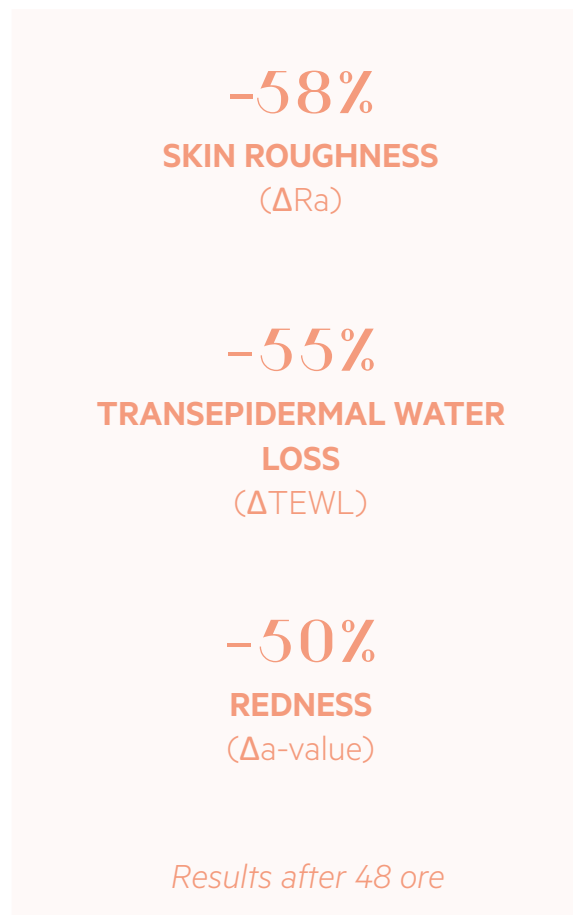 -58%
SKIN ROUGHNESS
(ΔRa)
-55%
TRANSEPIDERMAL WATER
LOSS
(ΔTEWL)
-50%
REDNESS
(Δa-value)
Results after 48 ore